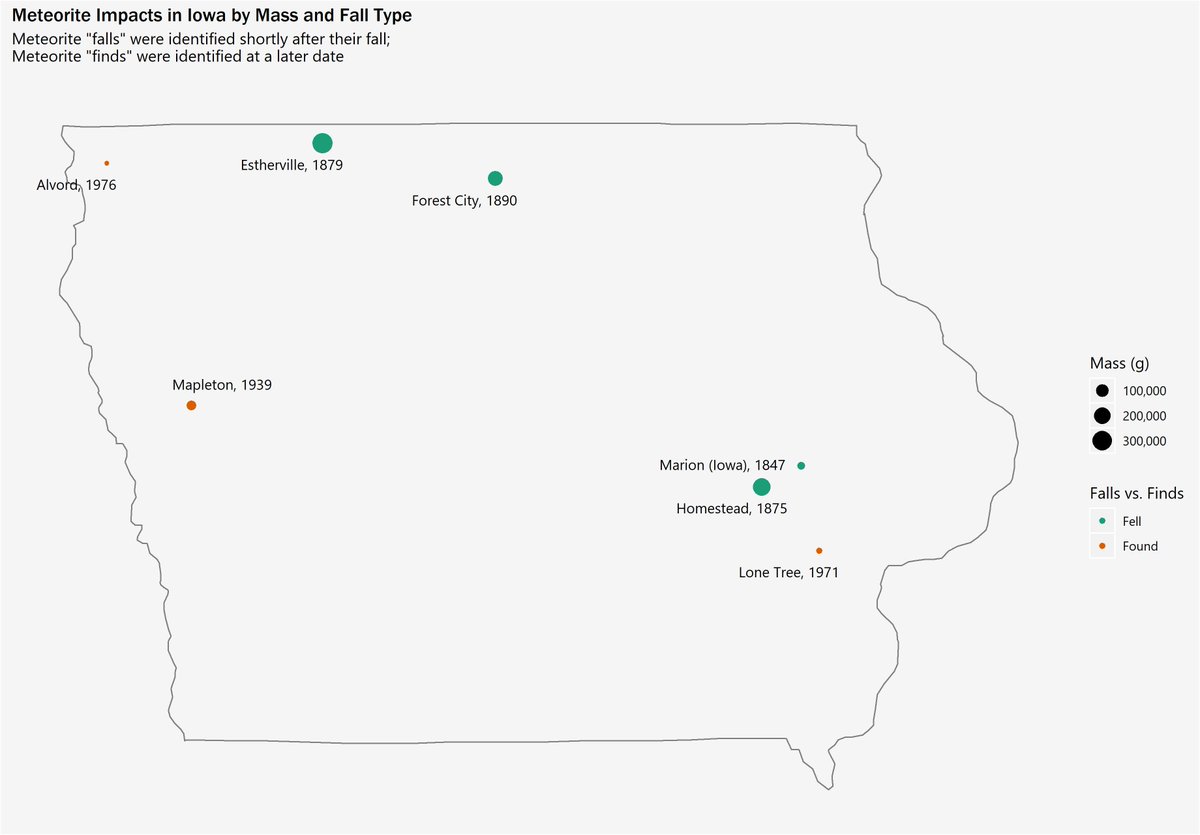 Meteorite Impacts in Iowa by Mass and Fall Type
Meteorite "falls" were identified shortly after their fall;
Meteorite "finds" were identified at a later date
Estherville, 1879
Alvord, 1976
Forest City, 1890
Mapleton, 1939
Marion (Iowa), 1847
Homestead, 1875
Lone Tree, 1971
Mass (g)
100,000
200,000
300,000
Falls vs. Finds
Fell
Found